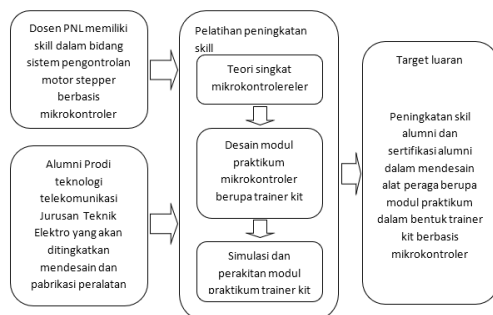 Dosen PNL memiliki
skill dalam bidang
sistem pengontrolan
motor stepper
berbasis
mikrokontroler
Alumni Prodi
teknologi
telekomunikasi
Jurusan Teknik
Elektro yang akan
ditingkatkan
mendesain dan
pabrikasi peralatan
Pelatihan peningkatan
skill
Teori singkat
mikrokontrolereler
Desain modul
praktikum
mikrokontroler
berupa trainer kit
Simulasi dan
perakitan modul
praktikum trainer kit
Target luaran
Peningkatan skil
alumni dan
sertifikasi alumni
dalam mendesain
alat peraga berupa
modul praktikum
dalam bentuk trainer
kit berbasis
mikrokontroler